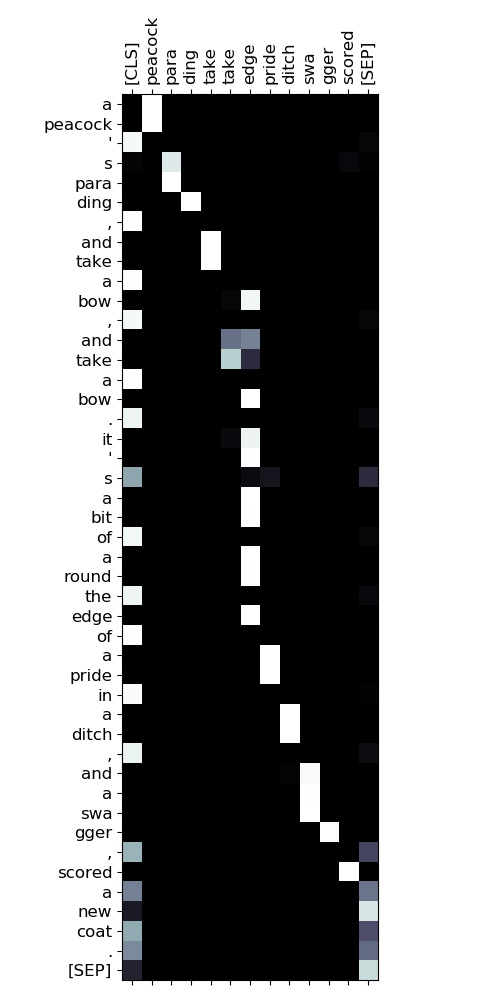 [CLS]
peacock
para
ding
take
take
edge
pride
ditch
swa
gger
scored
[SEP]
a
peacock
'
s
para
ding
,
and
take
a
bow
,
and
take
a
bow
.
it
'
s
a
bit
of
a
round
the
edge
of
a
pride
in
a
ditch
,
and
a
swa
gger
,
scored
a
new
coat
.
[SEP]